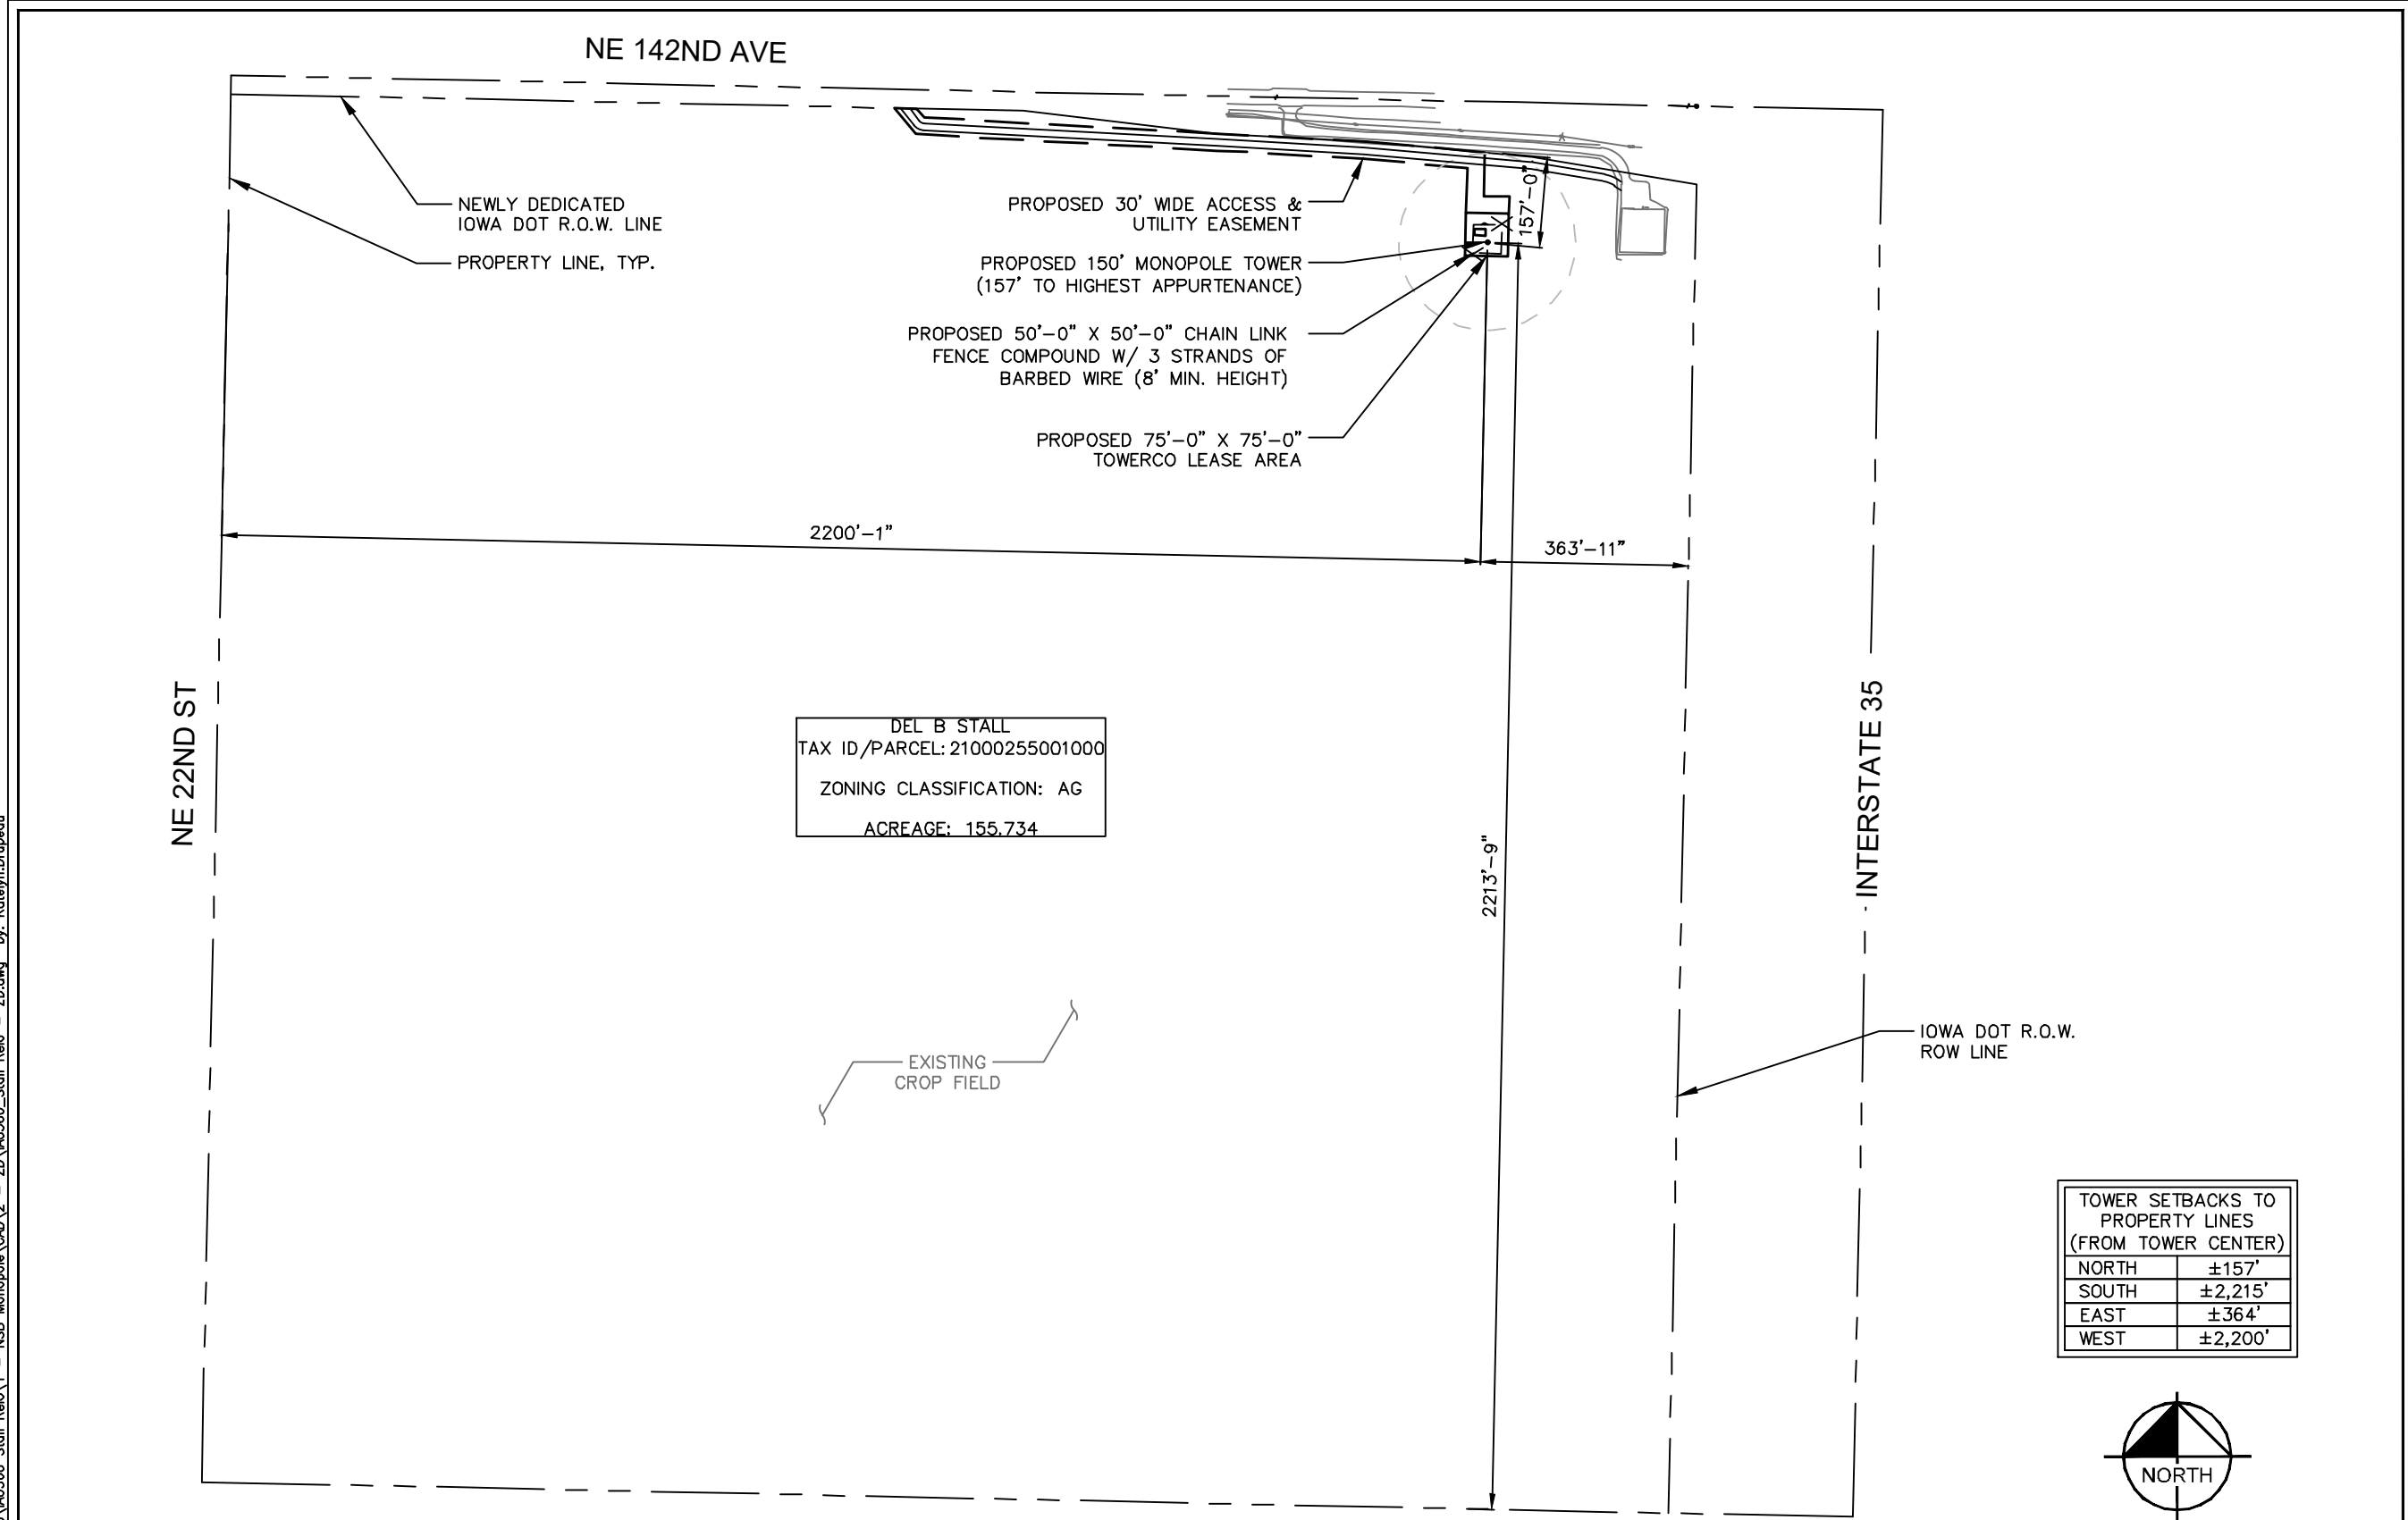 NE 142ND AVE
NEWLY DEDICATED
IOWA DOT R.O.W. LINE
PROPERTY LINE, TYP.
PROPOSED 30' WIDE ACCESS &
UTILITY EASEMENT
PROPOSED 150' MONOPOLE TOWER
(157' TO HIGHEST APPURTENANCE)
PROPOSED 50'-0" X 50'-0" CHAIN LINK
FENCE COMPOUND W/ 3 STRANDS OF
BARBED WIRE (8' MIN. HEIGHT)
PROPOSED 75'-0" X 75'-0"
TOWERCO LEASE AREA
157'-0"
2200'-1"
363'-11"
NE 22ND ST
DEL B STALL
TAX ID/PARCEL: 21000255001000
ZONING CLASSIFICATION: AG
ACREAGE: 155.734
2213'-9"
INTERSTATE 35
EXISTING
CROP FIELD
IOWA DOT R.O.W.
ROW LINE
TOWER SETBACKS TO
PROPERTY LINES
(FROM TOWER CENTER)
NORTH ±157'
SOUTH ±2,215'
EAST ±364'
WEST ±2,200'
NORTH